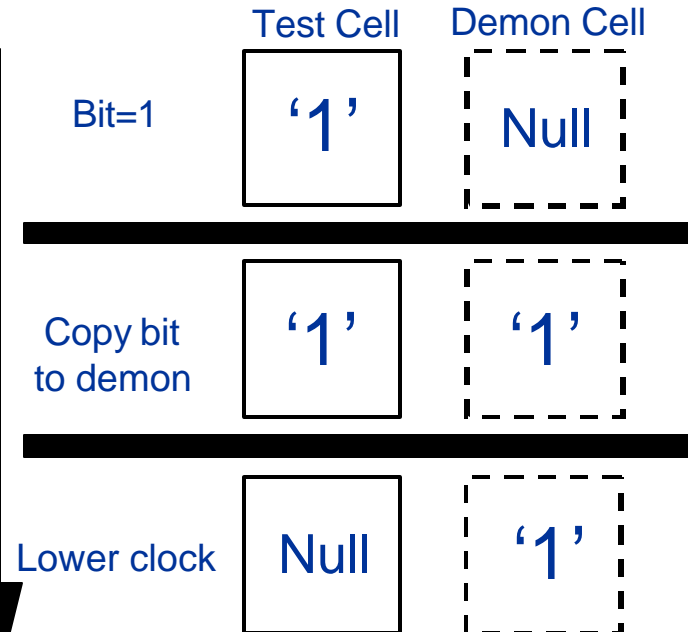 Test Cell Demon Cell
Bit=1 ‘1’ Null
Copy bit
to demon ‘1’ ‘1’
Lower clock Null ‘1’